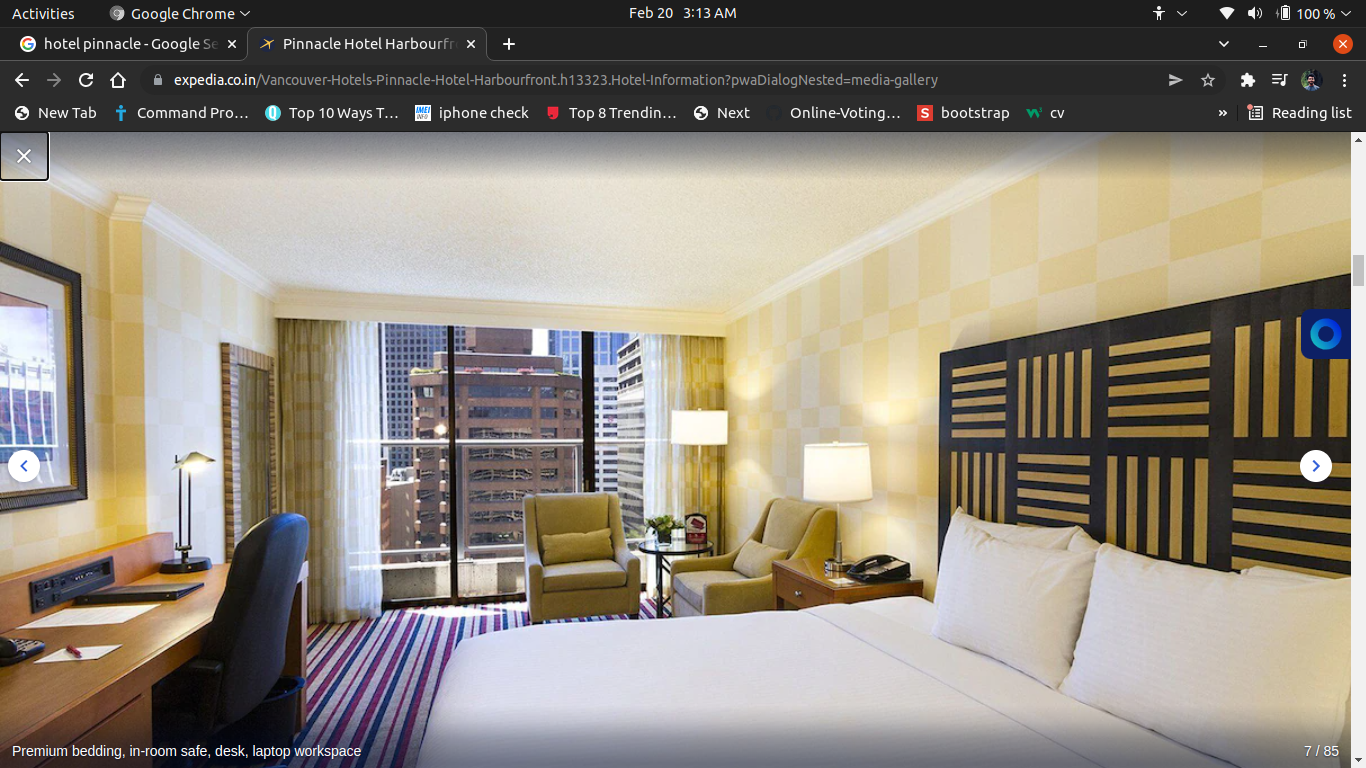 Activities
Google Chrome
Feb 20 3:13 AM
100 %
hotel pinnacle - Google Se
Pinnacle Hotel Harbourfr
expedia.co.in/Vancouver-Hotels-Pinnacle-Hotel-Harbourfront.h13323.Hotel-Information?pwaDialogNested=media-gallery
New Tab
Command Pro…
Top 10 Ways T…
IMEI INFO
iphone check
Top 8 Trendin…
Next
Online-Voting…
S
bootstrap
cv
»
Reading list
Premium bedding, in-room safe, desk, laptop workspace
7 / 85